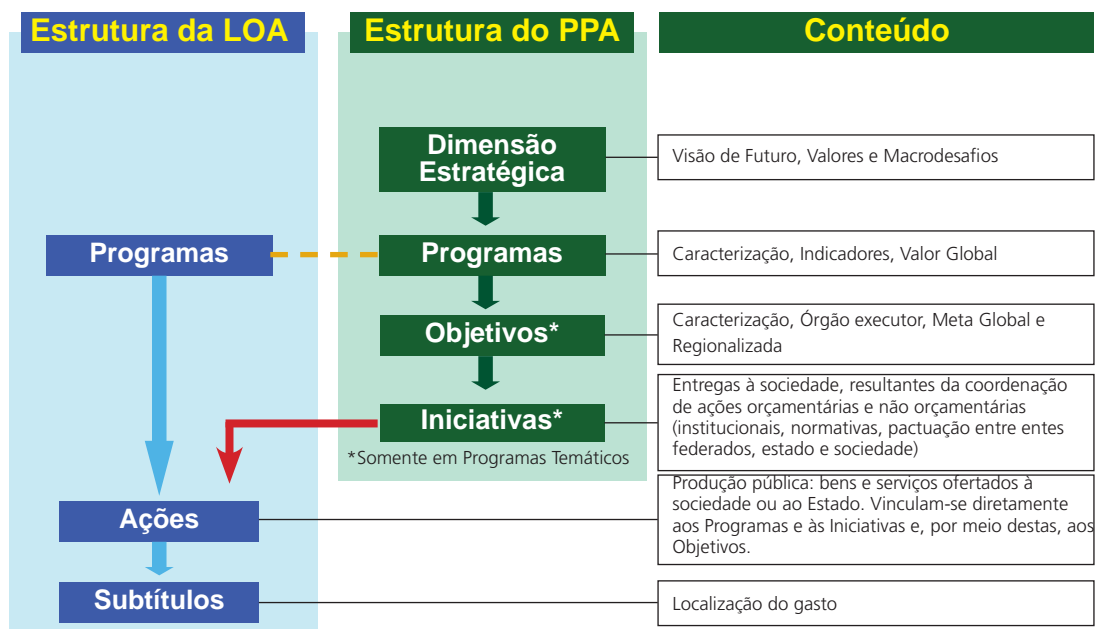 Estrutura da LOA
Estrutura do PPA
Conteúdo
Dimensão
Estratégica
Visão de Futuro, Valores e Macrodesafios
Programas
Programas
Caracterização, Indicadores, Valor Global
Objetivos*
Caracterização, Órgão executor, Meta Global e
Regionalizada
Iniciativas*
*Somente em Programas Temáticos
Entregas à sociedade, resultantes da coordenação
de ações orçamentárias e não orçamentárias
(institucionais, normativas, pactuação entre entes
federados, estado e sociedade)
Ações
Produção pública: bens e serviços ofertados à
sociedade ou ao Estado. Vinculam-se diretamente
aos Programas e às Iniciativas e, por meio destas, aos
Objetivos.
Subtítulos
Localização do gasto